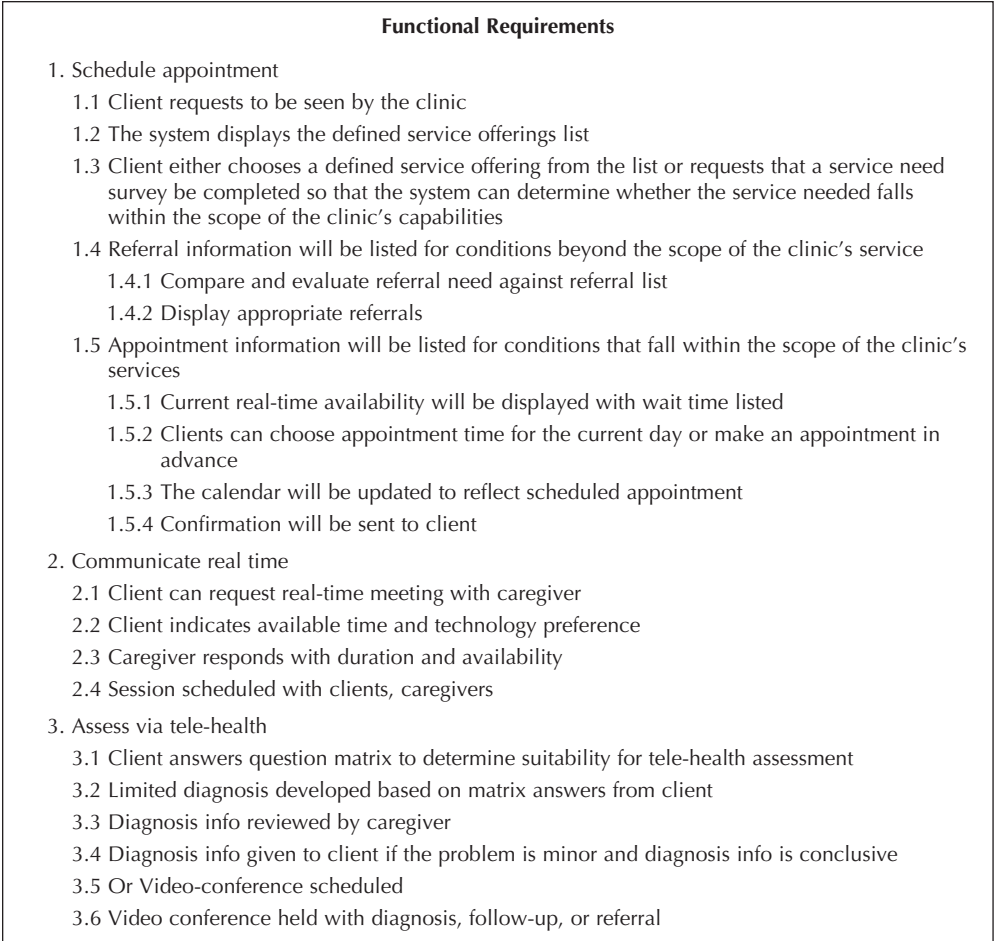 Functional Requirements
1. Schedule appointment
1.1 Client requests to be seen by the clinic
1.2 The system displays the defined service offerings list
1.3 Client either chooses a defined service offering from the list or requests that a service need
survey be completed so that the system can determine whether the service needed falls
within the scope of the clinic’s capabilities
1.4 Referral information will be listed for conditions beyond the scope of the clinic’s service
1.4.1 Compare and evaluate referral need against referral list
1.4.2 Display appropriate referrals
1.5 Appointment information will be listed for conditions that fall within the scope of the clinic’s
services
1.5.1 Current real-time availability will be displayed with wait time listed
1.5.2 Clients can choose appointment time for the current day or make an appointment in
advance
1.5.3 The calendar will be updated to reflect scheduled appointment
1.5.4 Confirmation will be sent to client
2. Communicate real time
2.1 Client can request real-time meeting with caregiver
2.2 Client indicates available time and technology preference
2.3 Caregiver responds with duration and availability
2.4 Session scheduled with clients, caregivers
3. Assess via tele-health
3.1 Client answers question matrix to determine suitability for tele-health assessment
3.2 Limited diagnosis developed based on matrix answers from client
3.3 Diagnosis info reviewed by caregiver
3.4 Diagnosis info given to client if the problem is minor and diagnosis info is conclusive
3.5 Or Video-conference scheduled
3.6 Video conference held with diagnosis, follow-up, or referral